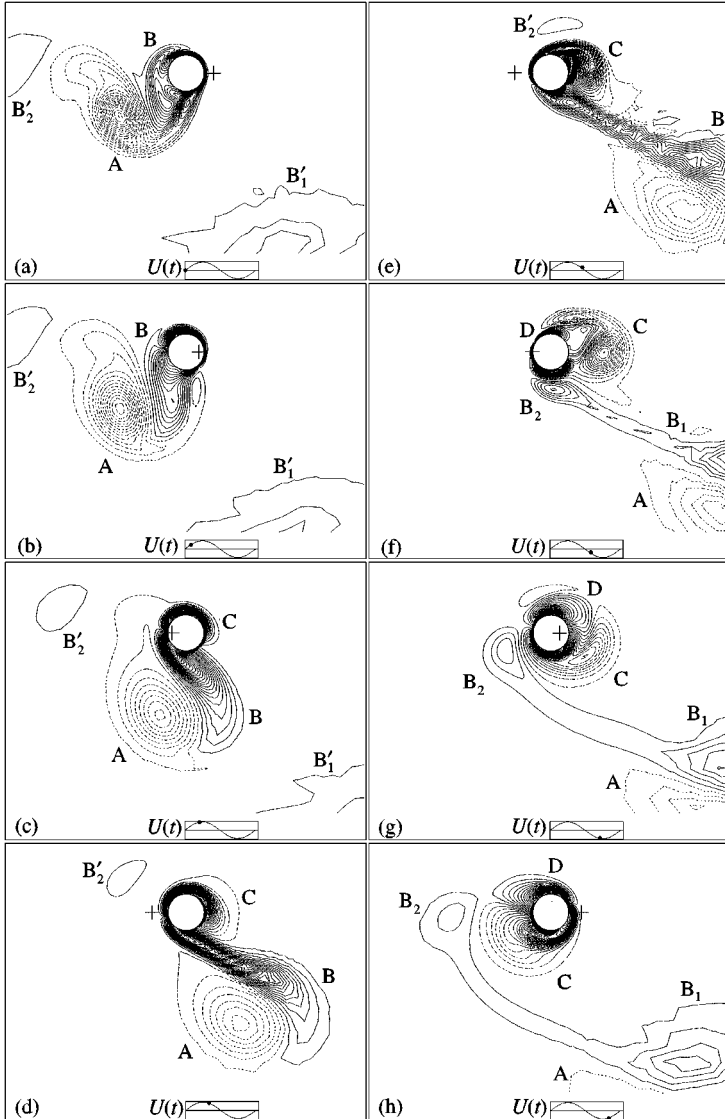 B
B′₂
A
B′₁
(a)
U(t)
B
B′₂
A
B′₁
(b)
U(t)
C
B′₂
B
A
B′₁
(c)
U(t)
B′₂
C
B
A
(d)
U(t)
B′₂
C
B
A
(e)
U(t)
D
C
B₂
B₁
A
(f)
U(t)
D
B₂
C
B₁
A
(g)
U(t)
D
B₂
C
B₁
A
(h)
U(t)